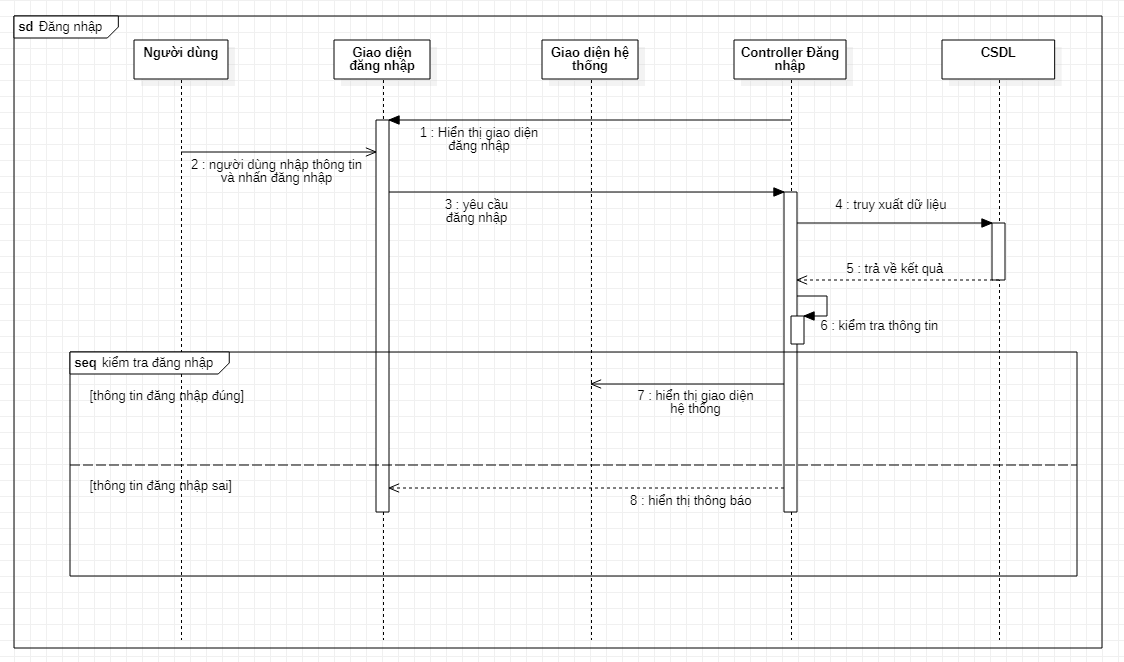 sd Đăng nhập
Người dùng
Giao diện
đăng nhập
Giao diện hệ
thống
Controller Đăng
nhập
CSDL
1 : Hiển thị giao diện
đăng nhập
2 : người dùng nhập thông tin
và nhấn đăng nhập
3 : yêu cầu
đăng nhập
4 : truy xuất dữ liệu
5 : trả về kết quả
6 : kiểm tra thông tin
seq kiểm tra đăng nhập
[thông tin đăng nhập đúng]
7 : hiển thị giao diện
hệ thống
[thông tin đăng nhập sai]
8 : hiển thị thông báo